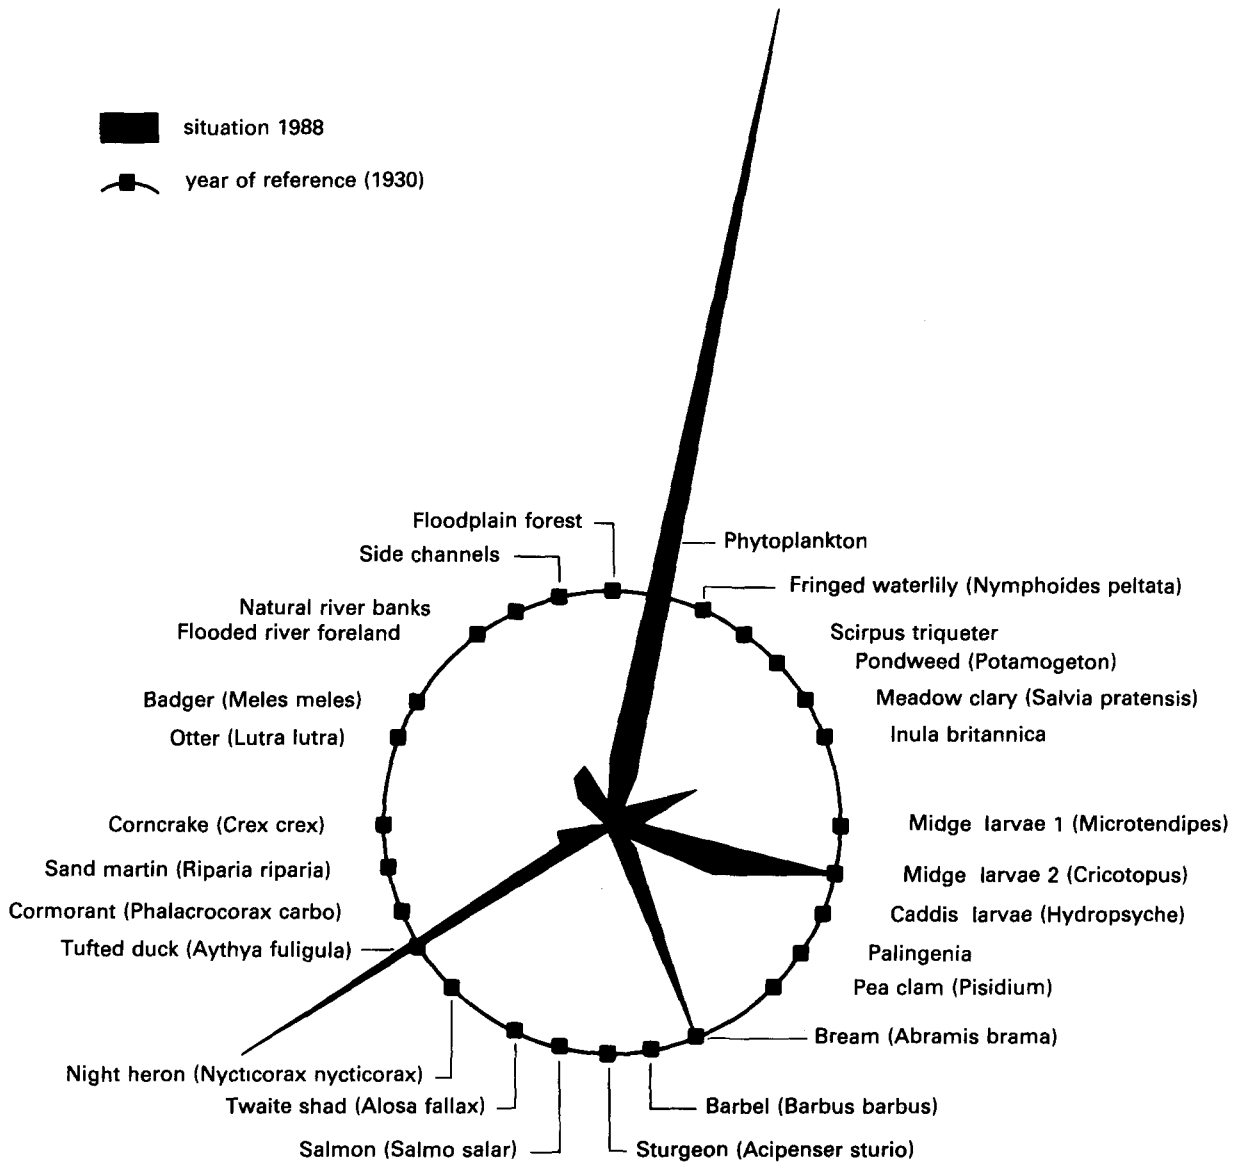 situation 1988
year of reference (1930)
Floodplain forest
Phytoplankton
Side channels
Fringed waterlily (Nymphoides peltata)
Natural river banks
Flooded river foreland
Scirpus triqueter
Pondweed (Potamogeton)
Badger (Meles meles)
Meadow clary (Salvia pratensis)
Otter (Lutra lutra)
Inula britannica
Corncrake (Crex crex)
Midge larvae 1 (Microtendipes)
Sand martin (Riparia riparia)
Midge larvae 2 (Cricotopus)
Cormorant (Phalacrocorax carbo)
Caddis larvae (Hydropsyche)
Tufted duck (Aythya fuligula)
Palingenia
Pea clam (Pisidium)
Bream (Abramis brama)
Night heron (Nycticorax nycticorax)
Twaite shad (Alosa fallax)
Barbel (Barbus barbus)
Salmon (Salmo salar)
Sturgeon (Acipenser sturio)